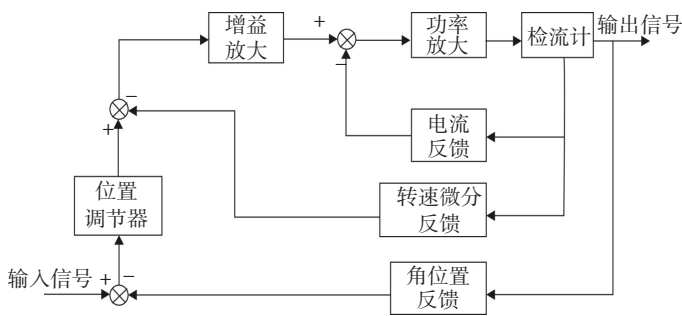 增益
放大
+
功率
放大
检流计
输出信号
−
−
+
电流
反馈
位置
调节器
转速微分
反馈
输入信号
+
−
角位置
反馈